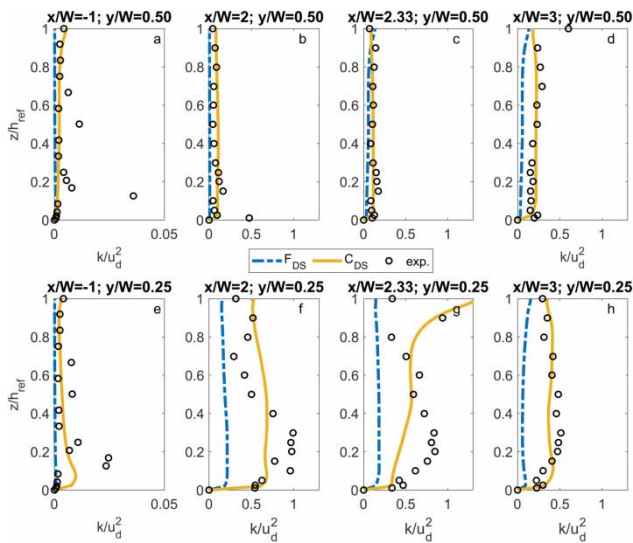 x/W=-1; y/W=0.50
x/W=2; y/W=0.50
x/W=2.33; y/W=0.50
x/W=3; y/W=0.50
a
b
c
d
z/h_ref
1
0.8
0.6
0.4
0.2
0
0 0.05
0 0.5 1
0 0.5 1
0 0.5 1
k/u_d^2
k/u_d^2
k/u_d^2
k/u_d^2
F_DS C_DS exp.
x/W=-1; y/W=0.25
x/W=2; y/W=0.25
x/W=2.33; y/W=0.25
x/W=3; y/W=0.25
e
f
g
h
z/h_ref
1
0.8
0.6
0.4
0.2
0
0 0.05
0 0.5 1
0 0.5 1
0 0.5 1
k/u_d^2
k/u_d^2
k/u_d^2
k/u_d^2